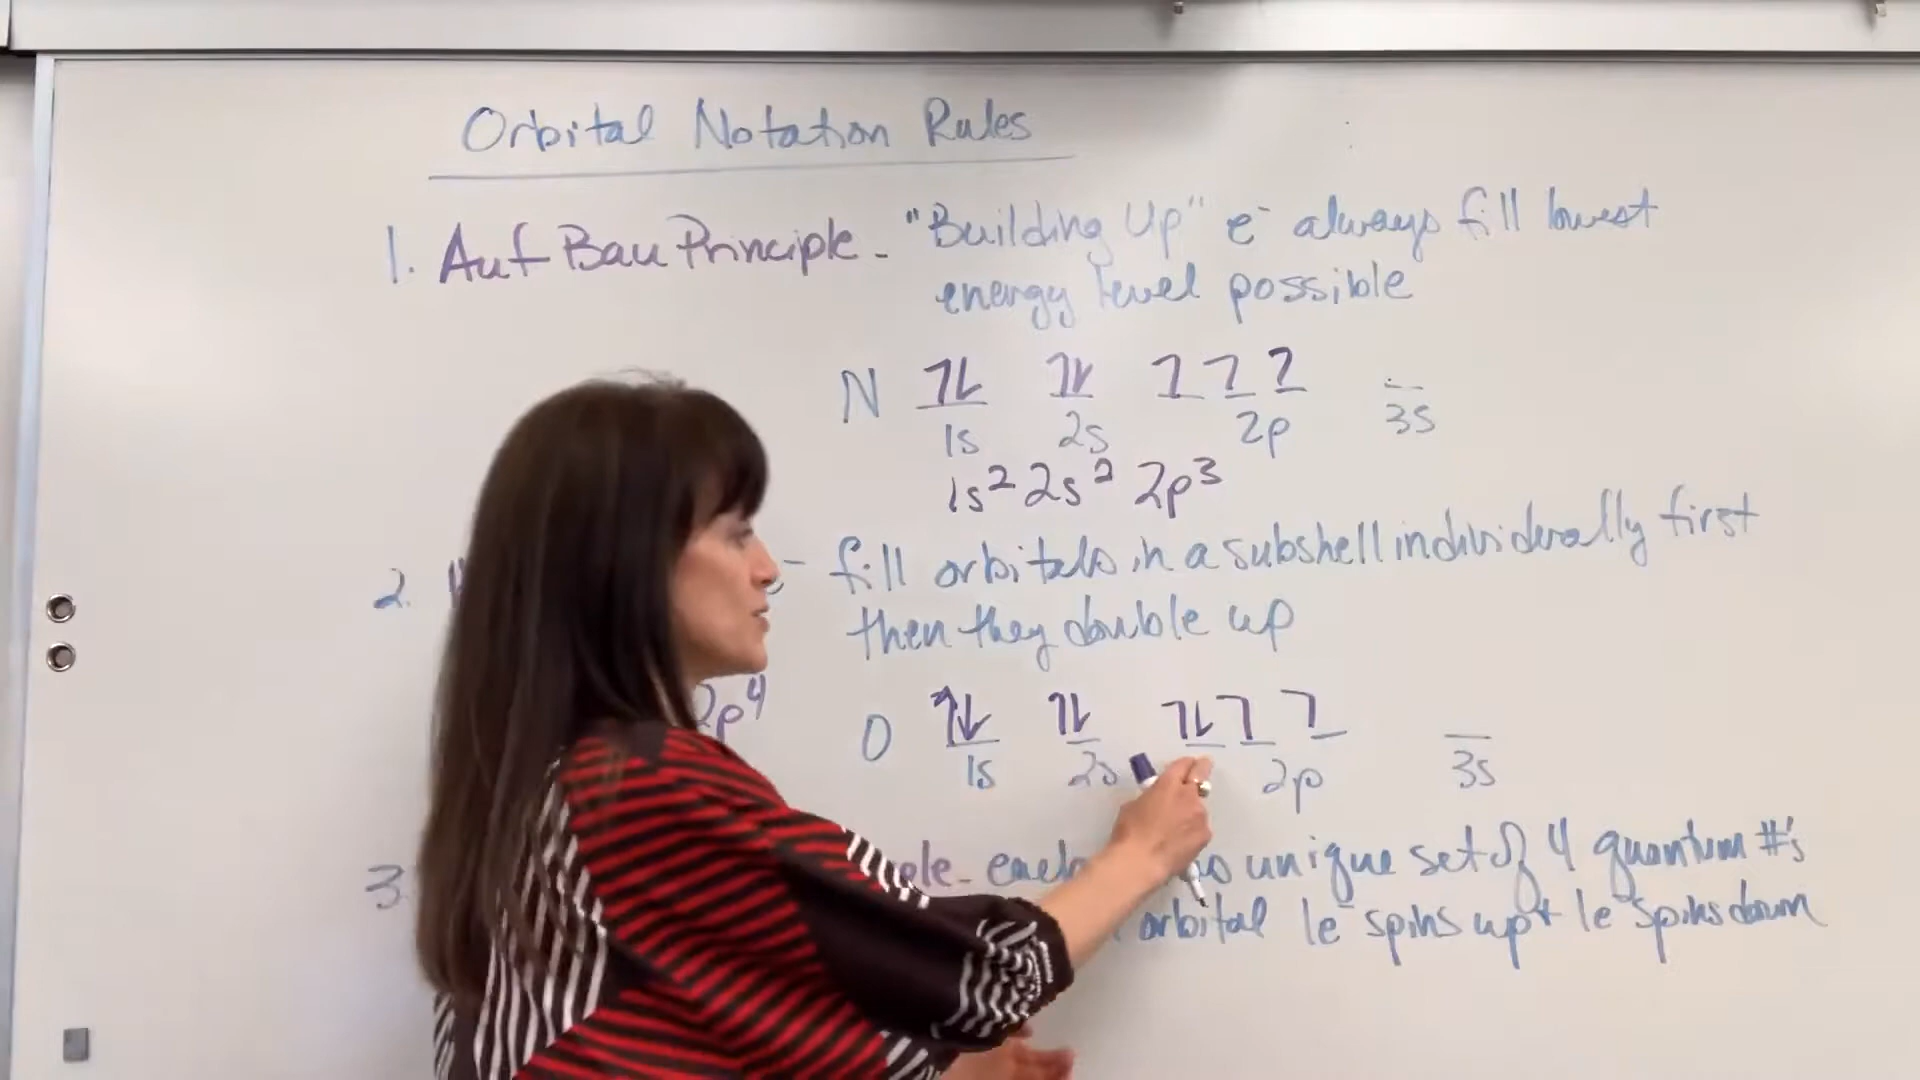 Orbital Notation Rules
1. Auf Bau Principle - "Building Up" e⁻ always fill lowest
energy level possible
N ↿⇂ ↿⇂ ↿ ↿ ↿
1s 2s 2p 3s
1s² 2s² 2p³
2. - fill orbitals in a subshell individually first
then they double up
2p⁴ O ↿⇂ ↿⇂ ↿⇂ ↿ ↿
1s 2s 2p 3s
3. unique set of 4 quantum #'s
orbital 1e⁻ spins up + 1e⁻ spins down